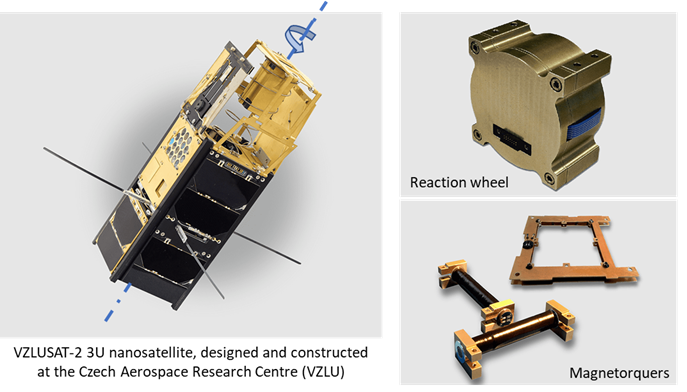 VZLUSAT-2 3U nanosatellite, designed and constructed
at the Czech Aerospace Research Centre (VZLU)
Reaction wheel
Magnetorquers